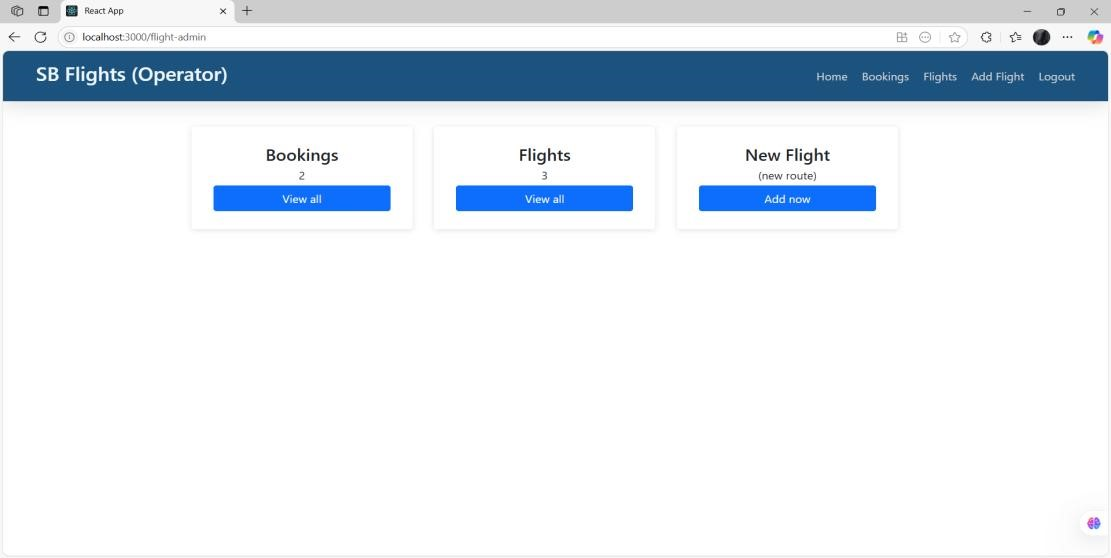 React App
localhost:3000/flight-admin
SB Flights (Operator)
Home Bookings Flights Add Flight Logout
Bookings
2
View all
Flights
3
View all
New Flight
(new route)
Add now